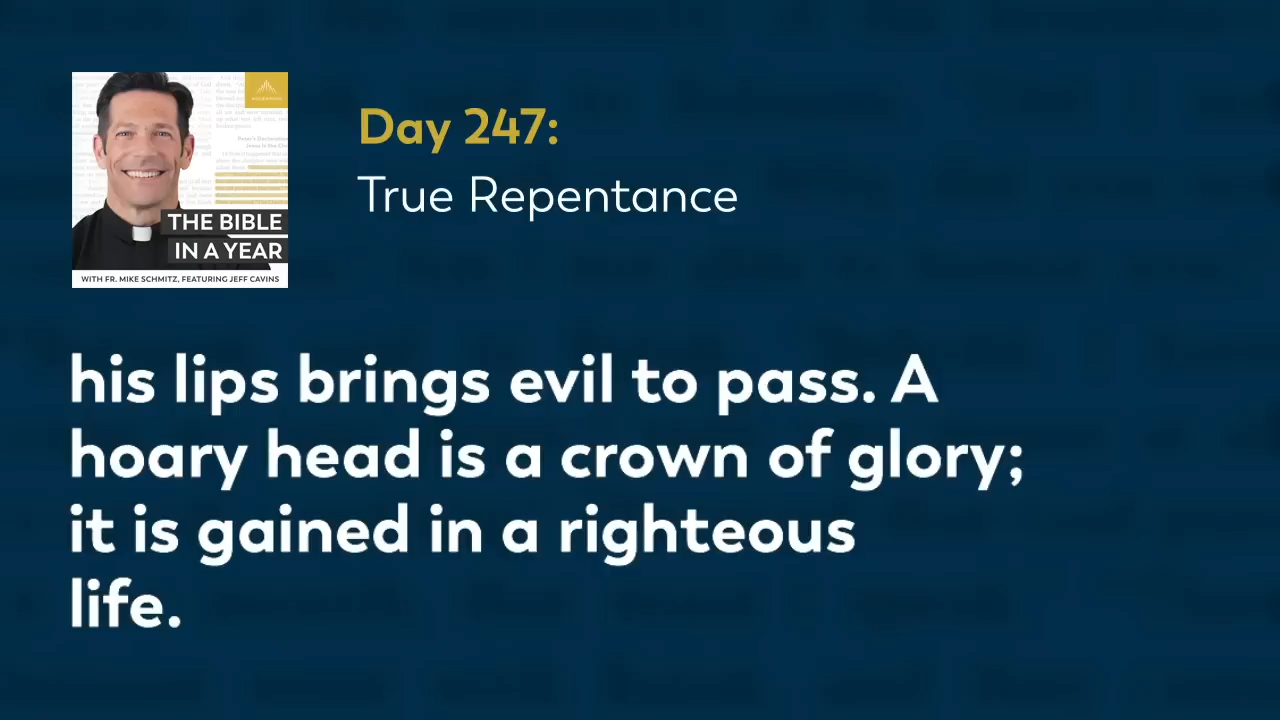 Day 247:
True Repentance
THE BIBLE
IN A YEAR
WITH FR. MIKE SCHMITZ, FEATURING JEFF CAVINS
his lips brings evil to pass. A
hoary head is a crown of glory;
it is gained in a righteous
life.